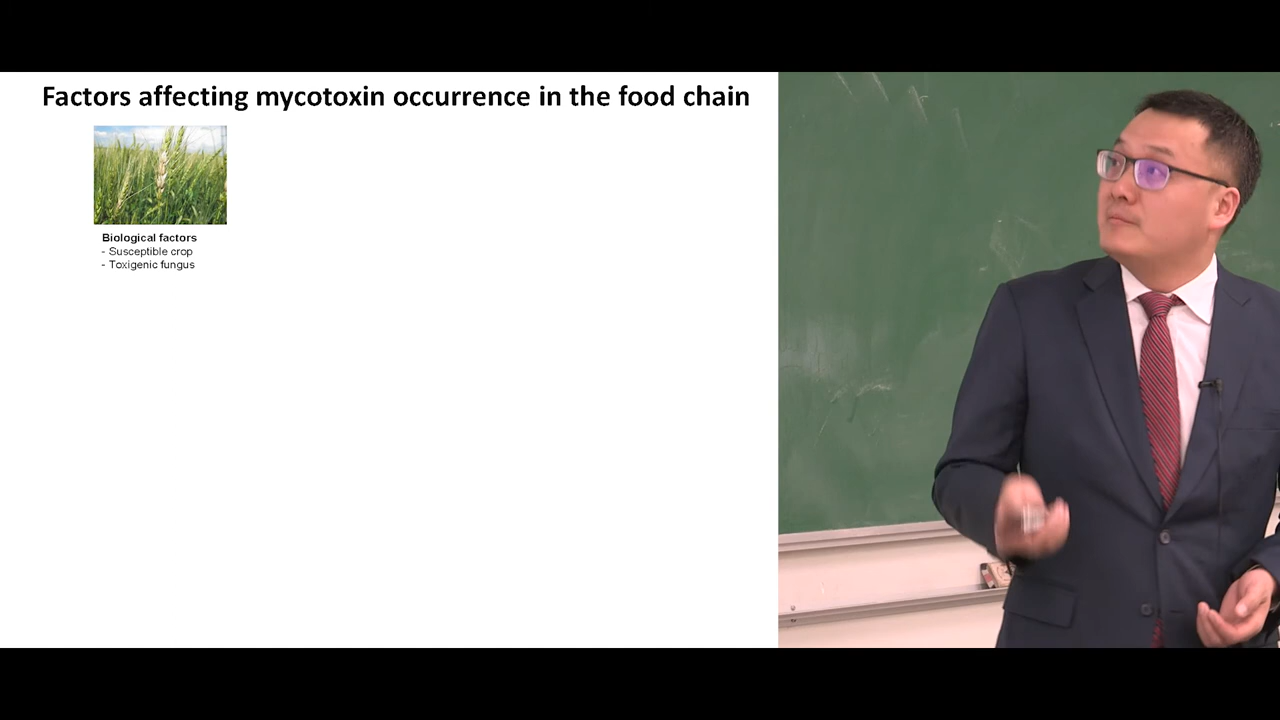 Factors affecting mycotoxin occurrence in the food chain
Biological factors
- Susceptible crop
- Toxigenic fungus